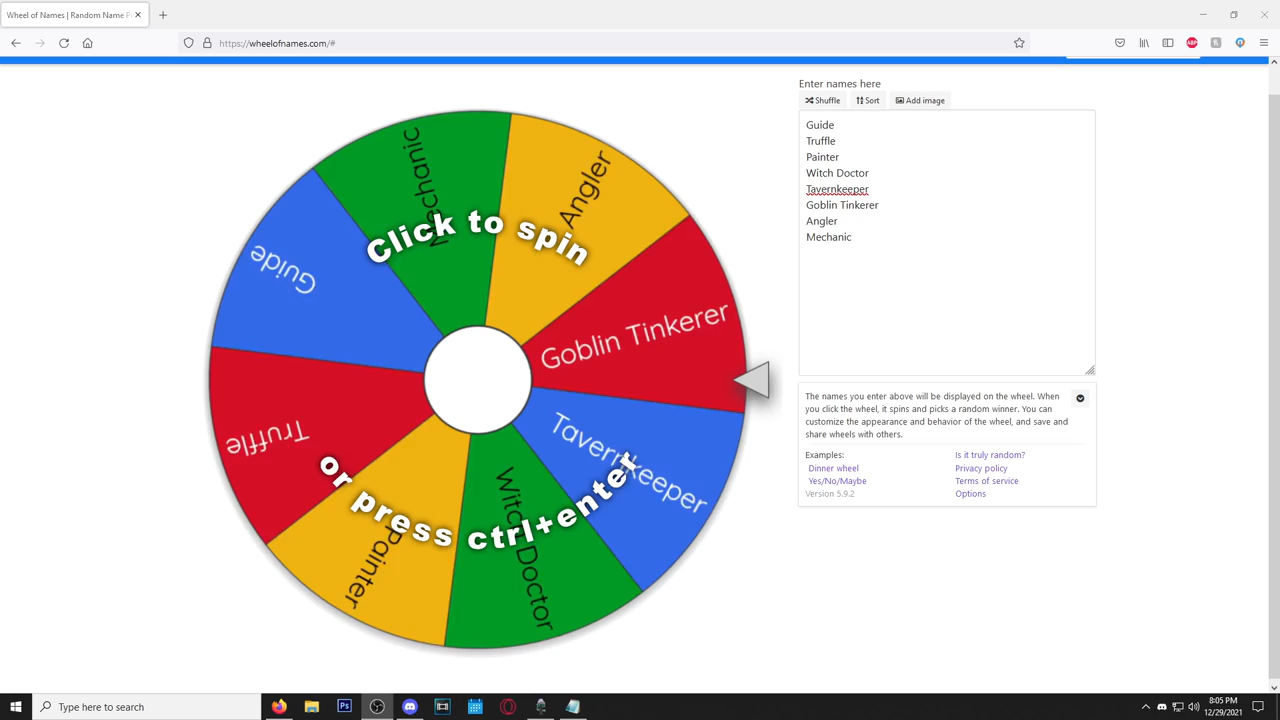 Wheel of Names | Random Name P
https://wheelofnames.com/#
ABP
Enter names here
Shuffle
Sort
Add image
Guide
Truffle
Painter
Witch Doctor
Tavernkeeper
Goblin Tinkerer
Angler
Mechanic
Mechanic
Angler
Click to spin
Guide
Goblin Tinkerer
Truffle
Tavernkeeper
or press ctrl+enter
Painter
Witch Doctor
The names you enter above will be displayed on the wheel. When
you click the wheel, it spins and picks a random winner. You can
customize the appearance and behavior of the wheel, and save and
share wheels with others.
Examples:
Dinner wheel
Yes/No/Maybe
Version 5.9.2
Is it truly random?
Privacy policy
Terms of service
Options
Type here to search
Ps
8:05 PM
12/29/2021